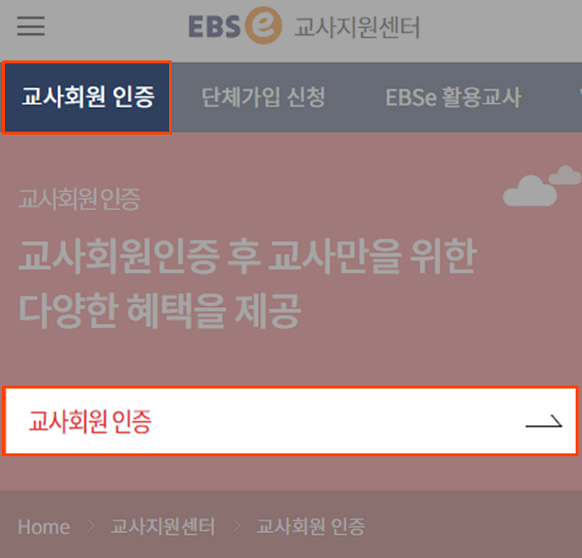 EBSe 교사지원센터
교사회원 인증 단체가입 신청 EBSe 활용교사
교사회원 인증
교사회원인증 후 교사만을 위한
다양한 혜택을 제공
교사회원 인증
Home > 교사지원센터 > 교사회원 인증